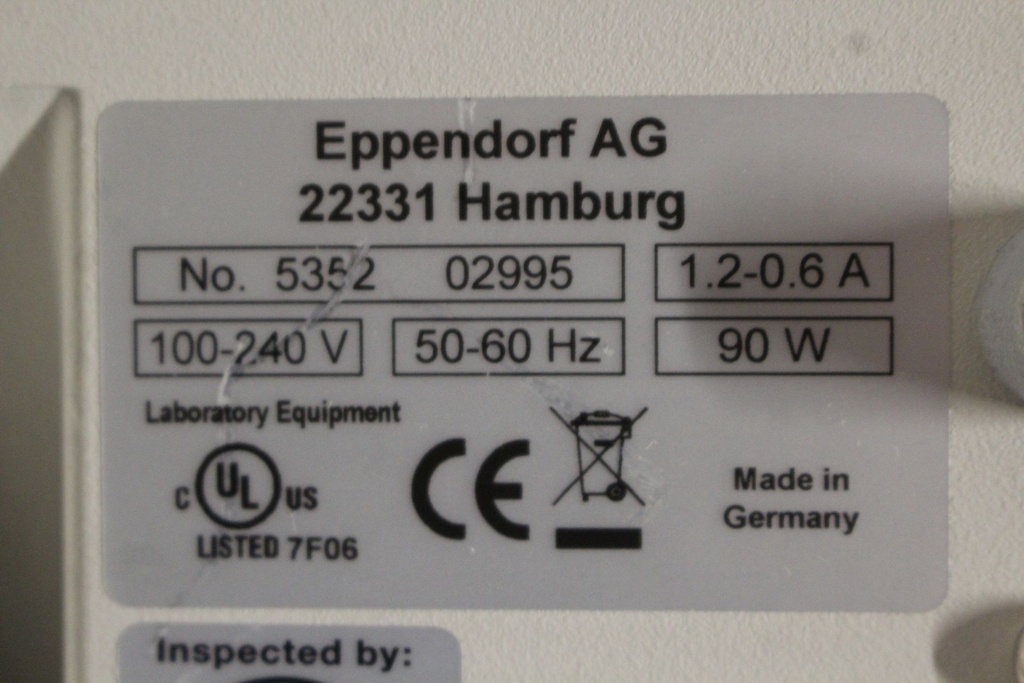 Eppendorf AG
22331 Hamburg
No. 5352 02995 1.2-0.6 A
100-240 V 50-60 Hz 90 W
Laboratory Equipment
C UL US
LISTED 7F06
CE
Made in
Germany
Inspected by: